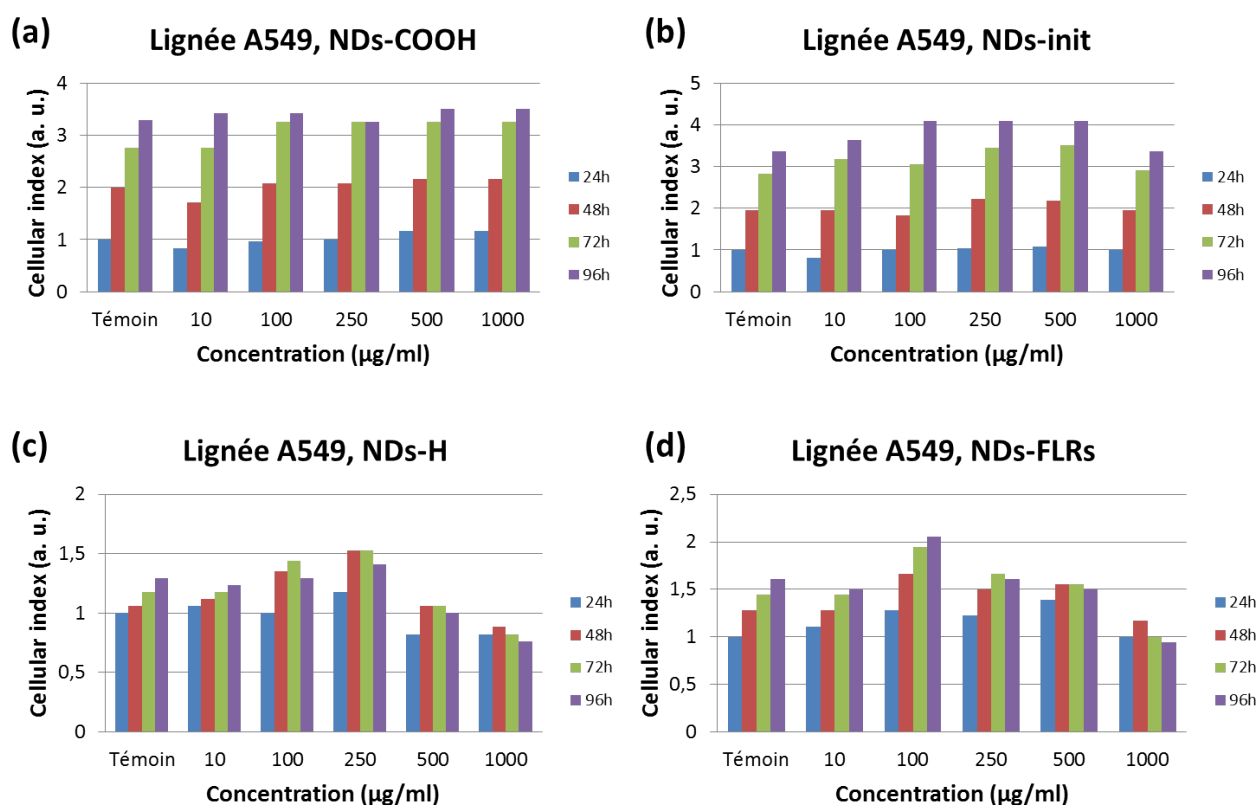 (a)
Lignée A549, NDs-COOH
Cellular index (a. u.)
4
3
2
1
0
Témoin 10 100 250 500 1000
Concentration (µg/ml)
24h
48h
72h
96h
(b)
Lignée A549, NDs-init
Cellular index (a. u.)
5
4
3
2
1
0
Témoin 10 100 250 500 1000
Concentration (µg/ml)
24h
48h
72h
96h
(c)
Lignée A549, NDs-H
Cellular index (a. u.)
2
1,5
1
0,5
0
Témoin 10 100 250 500 1000
Concentration (µg/ml)
24h
48h
72h
96h
(d)
Lignée A549, NDs-FLRs
Cellular index (a. u.)
2,5
2
1,5
1
0,5
0
Témoin 10 100 250 500 1000
Concentration (µg/ml)
24h
48h
72h
96h